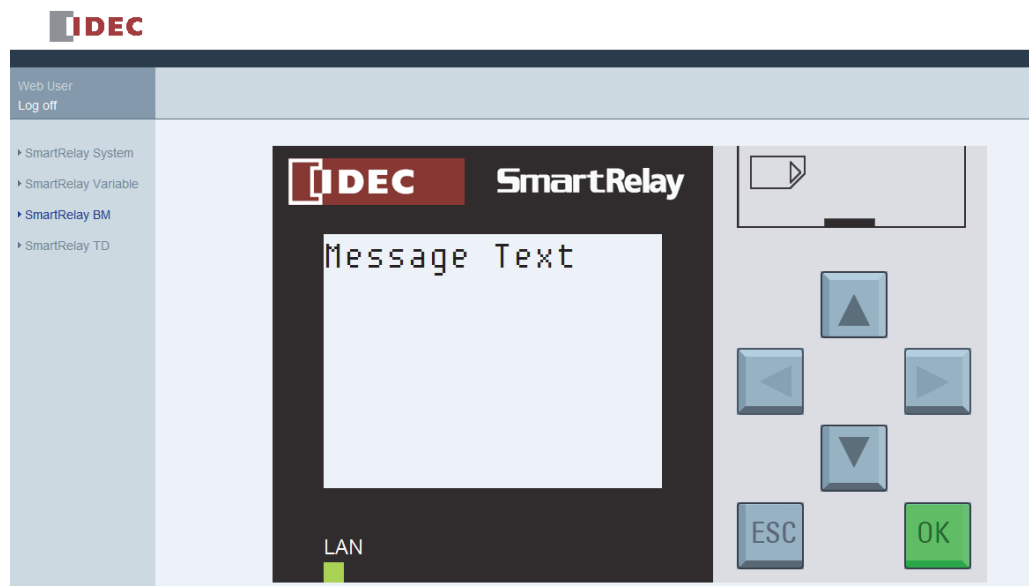 IDEC
Web User
Log off
SmartRelay System
SmartRelay Variable
SmartRelay BM
SmartRelay TD
IDEC SmartRelay
Message Text
LAN
ESC
OK